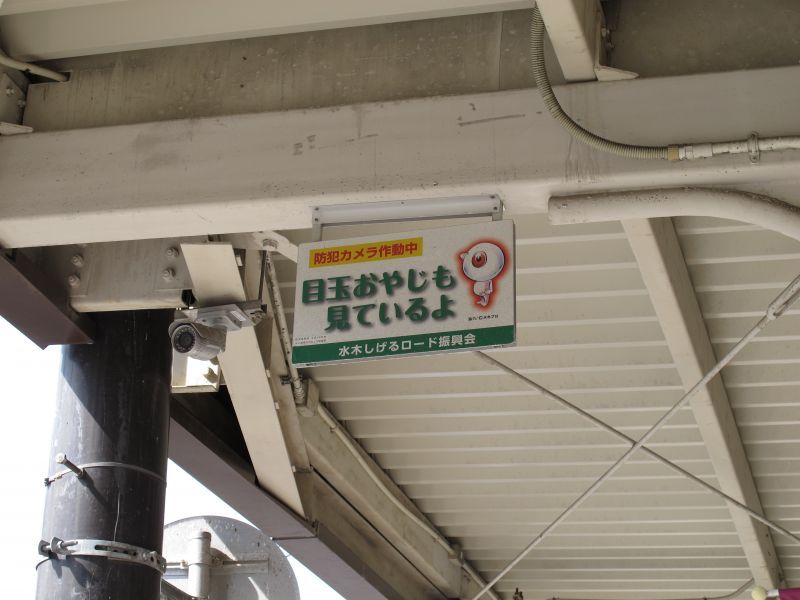 防犯カメラ作動中
目玉おやじも
見ているよ
水木しげるロード振興会